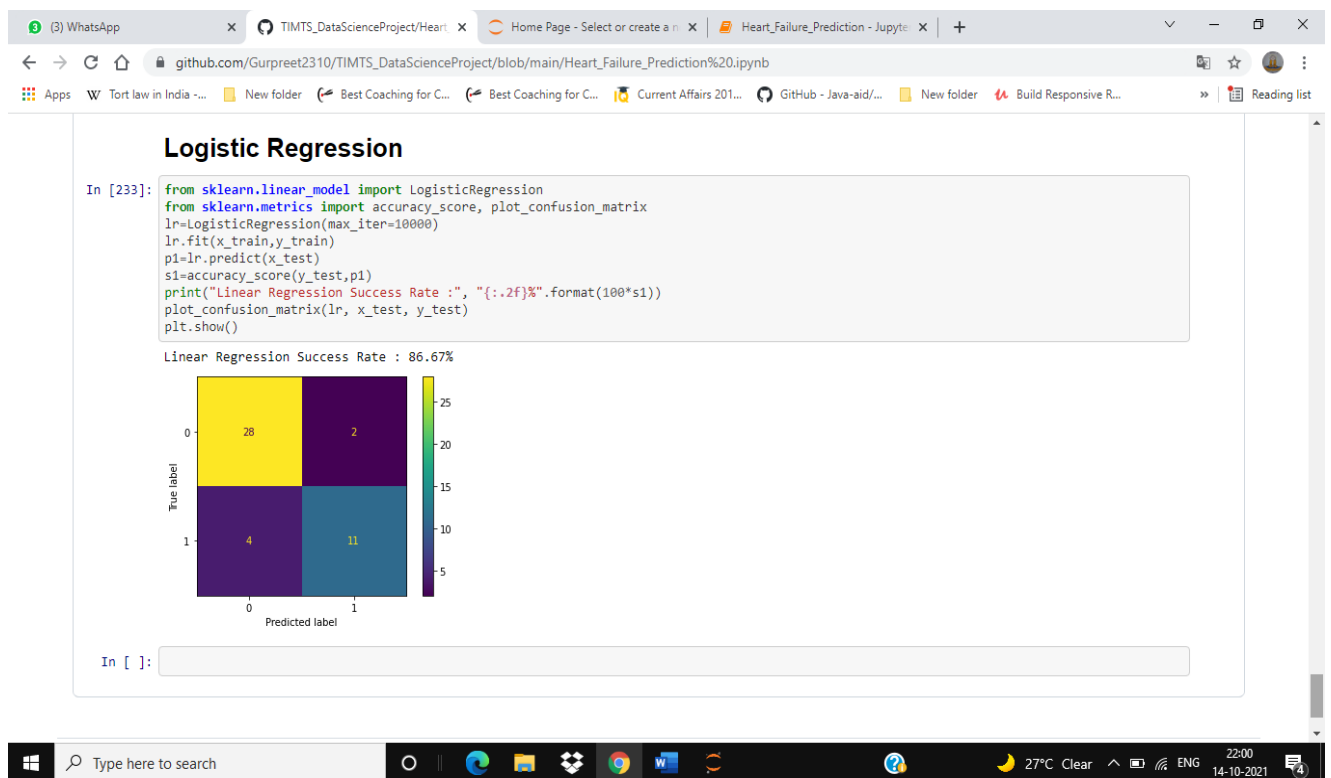 (3) WhatsApp
TIMTS_DataScienceProject/Heart_
Home Page - Select or create a n
Heart_Failure_Prediction - Jupyte
github.com/Gurpreet2310/TIMTS_DataScienceProject/blob/main/Heart_Failure_Prediction%20.ipynb
Apps W Tort law in India -... New folder Best Coaching for C... Best Coaching for C... Current Affairs 201... GitHub - Java-aid/... New folder Build Responsive R... » Reading list
Logistic Regression
In [233]: from sklearn.linear_model import LogisticRegression
from sklearn.metrics import accuracy_score, plot_confusion_matrix
lr=LogisticRegression(max_iter=10000)
lr.fit(x_train,y_train)
p1=lr.predict(x_test)
s1=accuracy_score(y_test,p1)
print("Linear Regression Success Rate :", "{:.2f}%".format(100*s1))
plot_confusion_matrix(lr, x_test, y_test)
plt.show()
Linear Regression Success Rate : 86.67%
25
0 28 2
20
True label
15
10
1 4 11
5
0 1
Predicted label
In [ ]:
Type here to search
27°C Clear ENG
22:00
14-10-2021
4